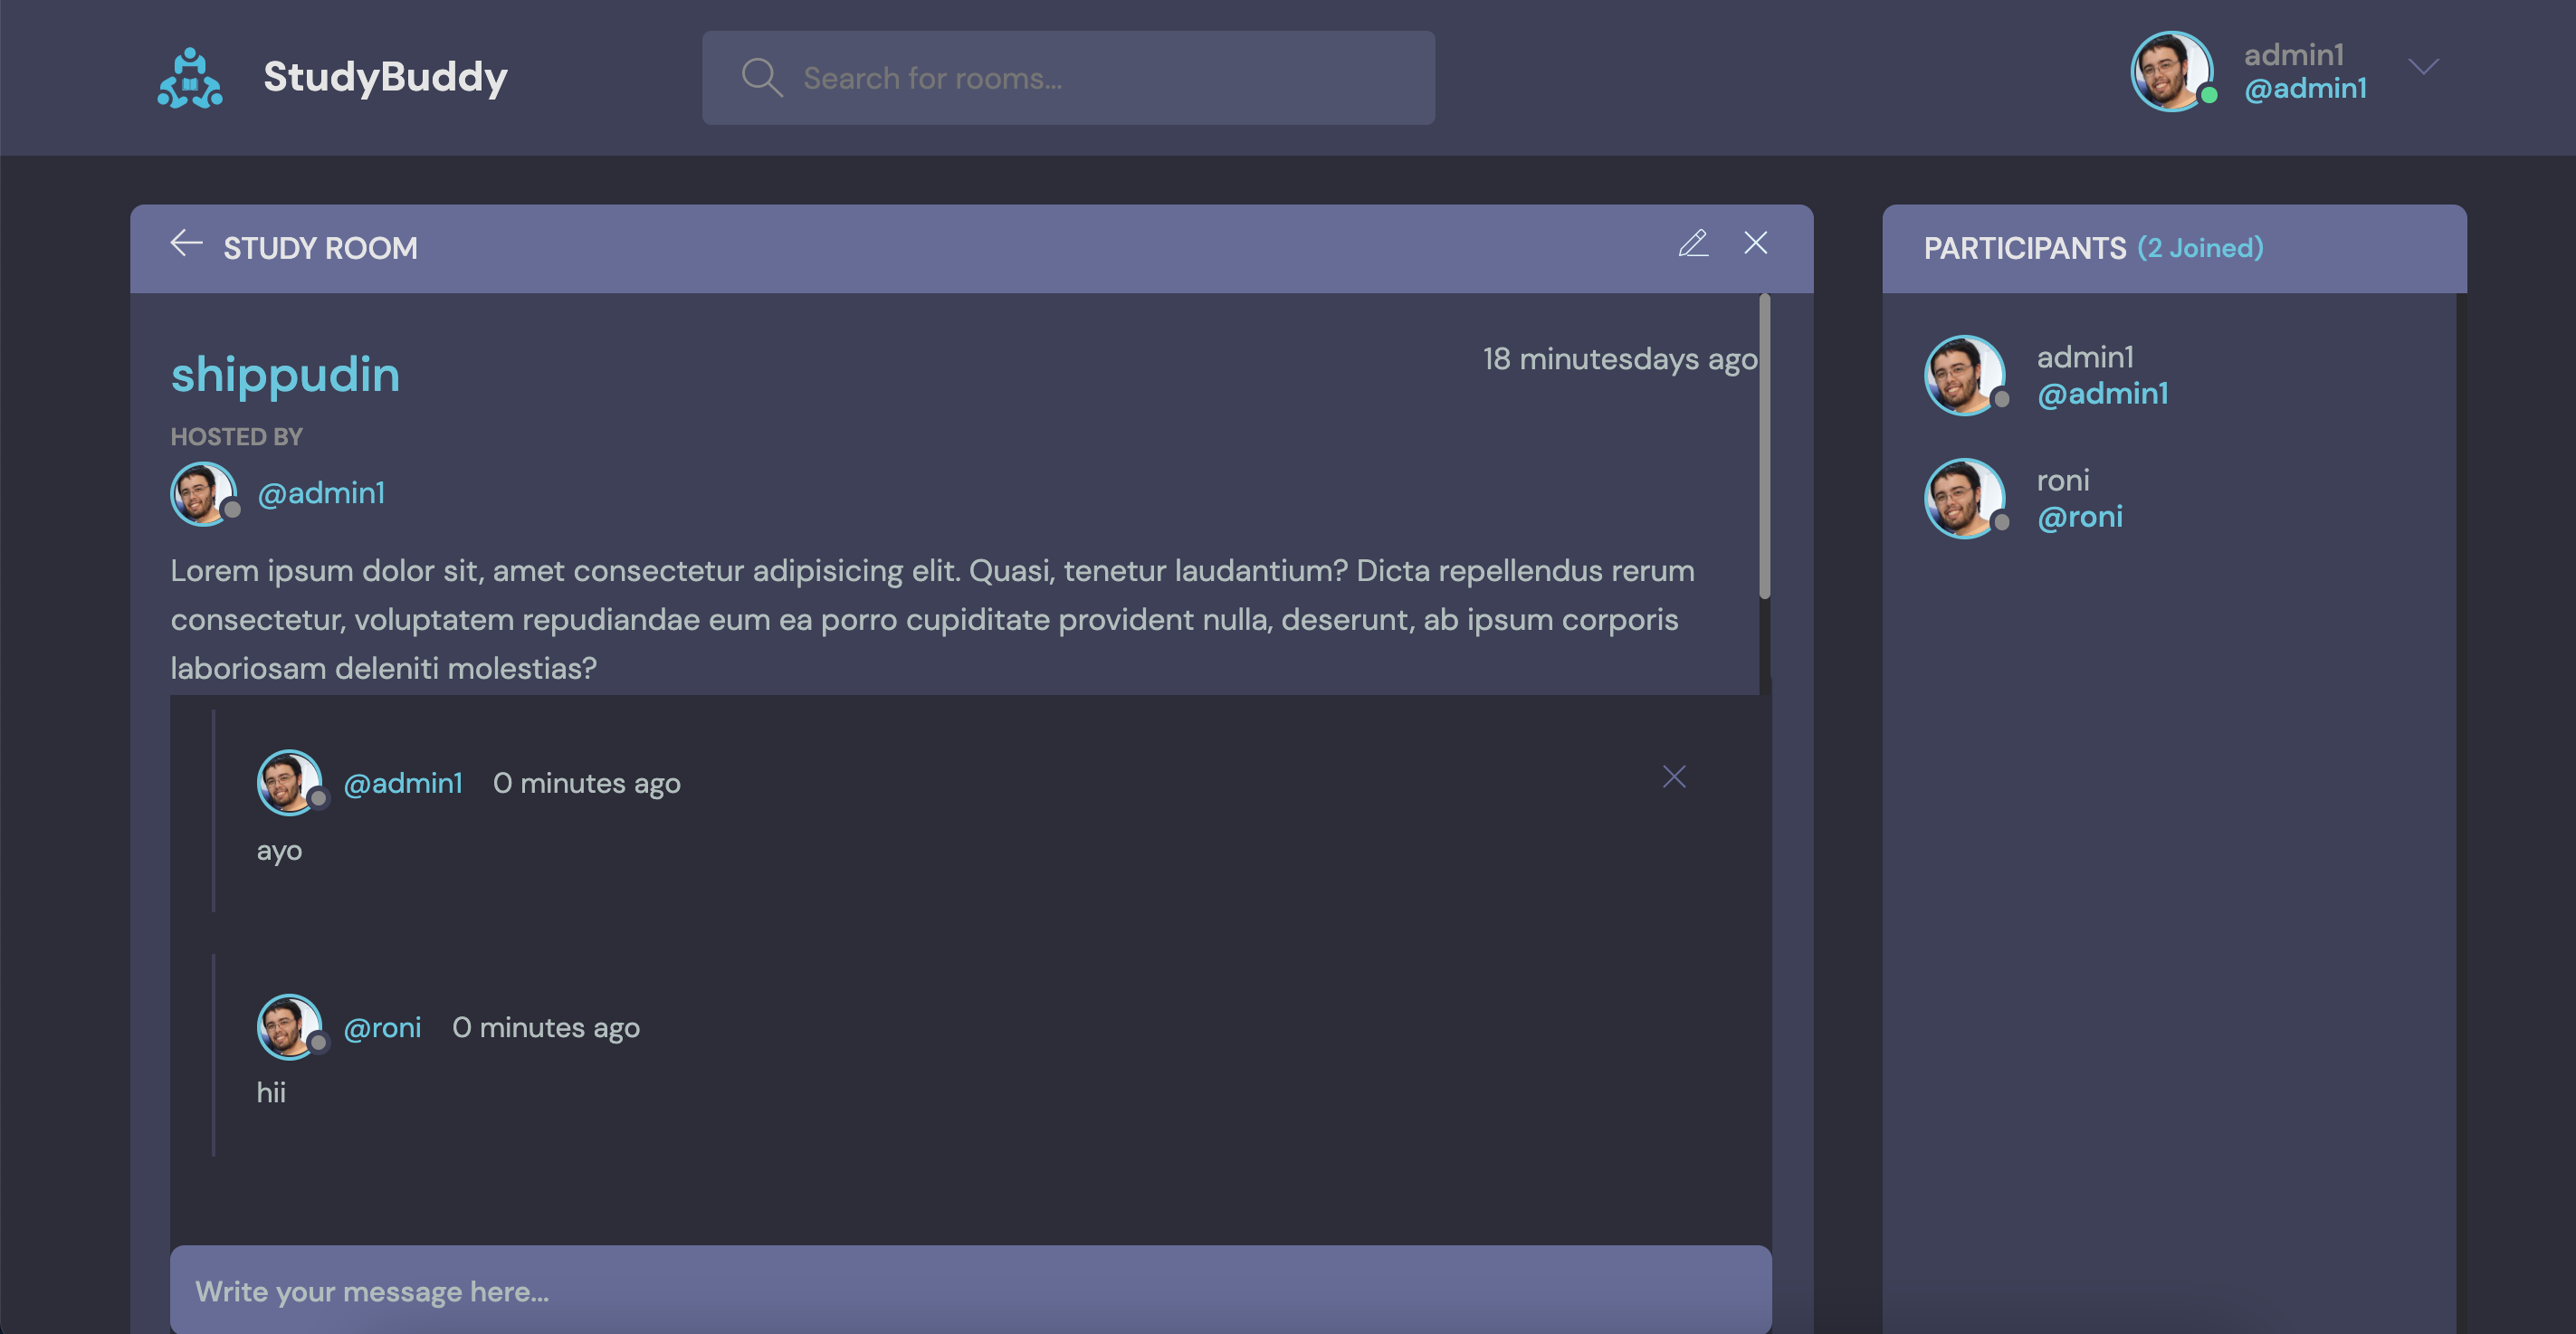 StudyBuddy
Search for rooms...
admin1
@admin1
STUDY ROOM
shippudin
18 minutesdays ago
HOSTED BY
@admin1
Lorem ipsum dolor sit, amet consectetur adipisicing elit. Quasi, tenetur laudantium? Dicta repellendus rerum
consectetur, voluptatem repudiandae eum ea porro cupiditate provident nulla, deserunt, ab ipsum corporis
laboriosam deleniti molestias?
@admin1 0 minutes ago
ayo
@roni 0 minutes ago
hii
Write your message here...
PARTICIPANTS (2 Joined)
admin1
@admin1
roni
@roni